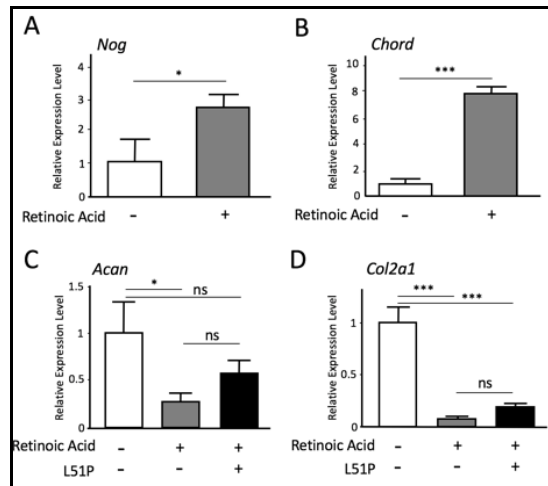 A
Nog
Relative Expression Level
4
3
2
1
0
*
Retinoic Acid - +
B
Chord
Relative Expression Level
10
8
6
4
2
0
***
Retinoic Acid - +
C
Acan
Relative Expression Level
1.5
1
0.5
0
*
ns
ns
Retinoic Acid - + +
L51P - - +
D
Col2a1
Relative Expression Level
1
0.5
0
***
***
ns
Retinoic Acid - + +
L51P - - +